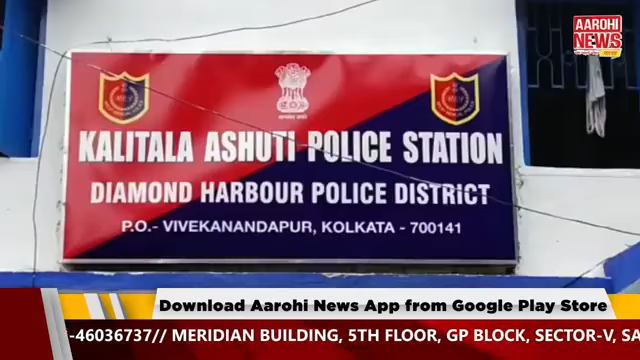 AAROHI
NEWS
KALITALA ASHUTI POLICE STATION
DIAMOND HARBOUR POLICE DISTRICT
P.O.- VIVEKANANDAPUR, KOLKATA - 700141
Download Aarohi News App from Google Play Store
-46036737// MERIDIAN BUILDING, 5TH FLOOR, GP BLOCK, SECTOR-V, SA